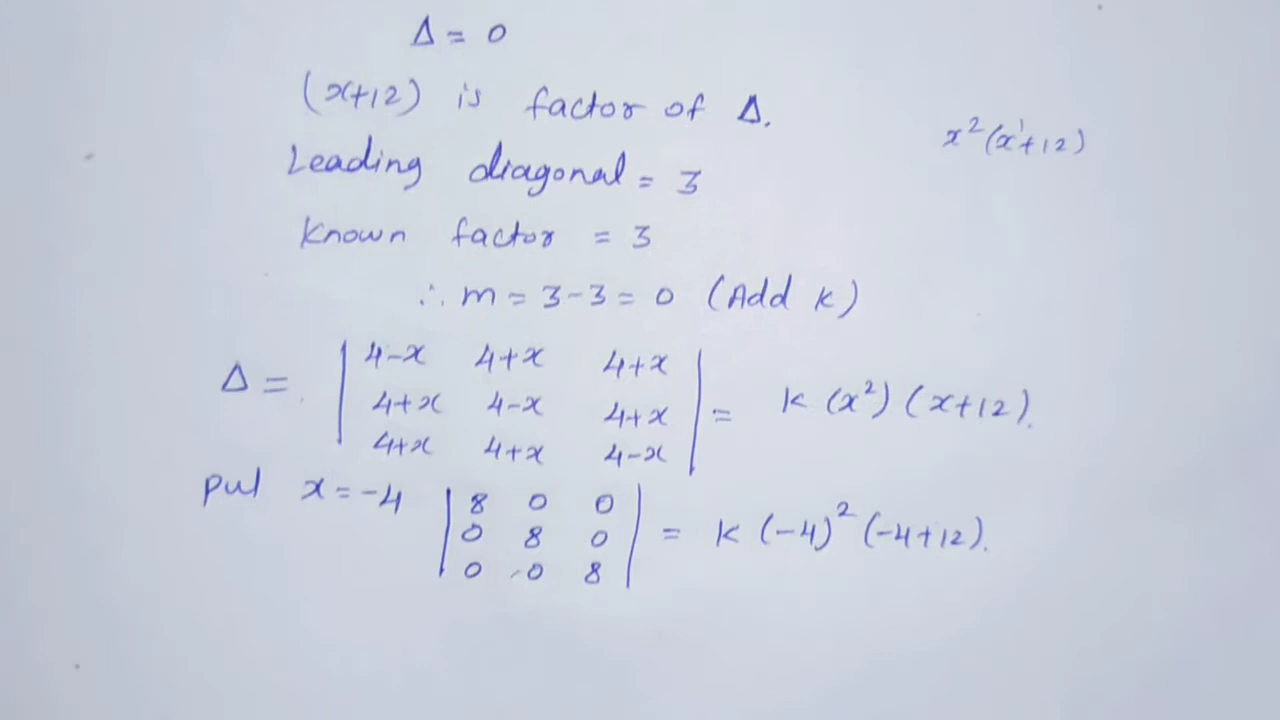 Δ = 0
(x+12) is factor of Δ.
x²(x¹+12)
Leading diagonal = 3
Known factor = 3
∴ m = 3-3 = 0 (Add k)
Δ = | 4-x 4+x 4+x |
| 4+x 4-x 4+x | = k (x²) (x+12).
| 4+x 4+x 4-x |
put x = -4 | 8 0 0 |
| 0 8 0 | = k (-4)² (-4+12).
| 0 0 8 |